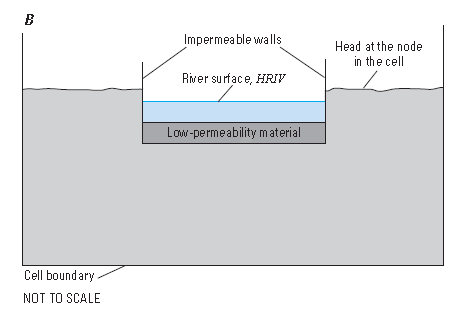 B
Impermeable walls
Head at the node
in the cell
River surface, HRIV
Low-permeability material
Cell boundary
NOT TO SCALE